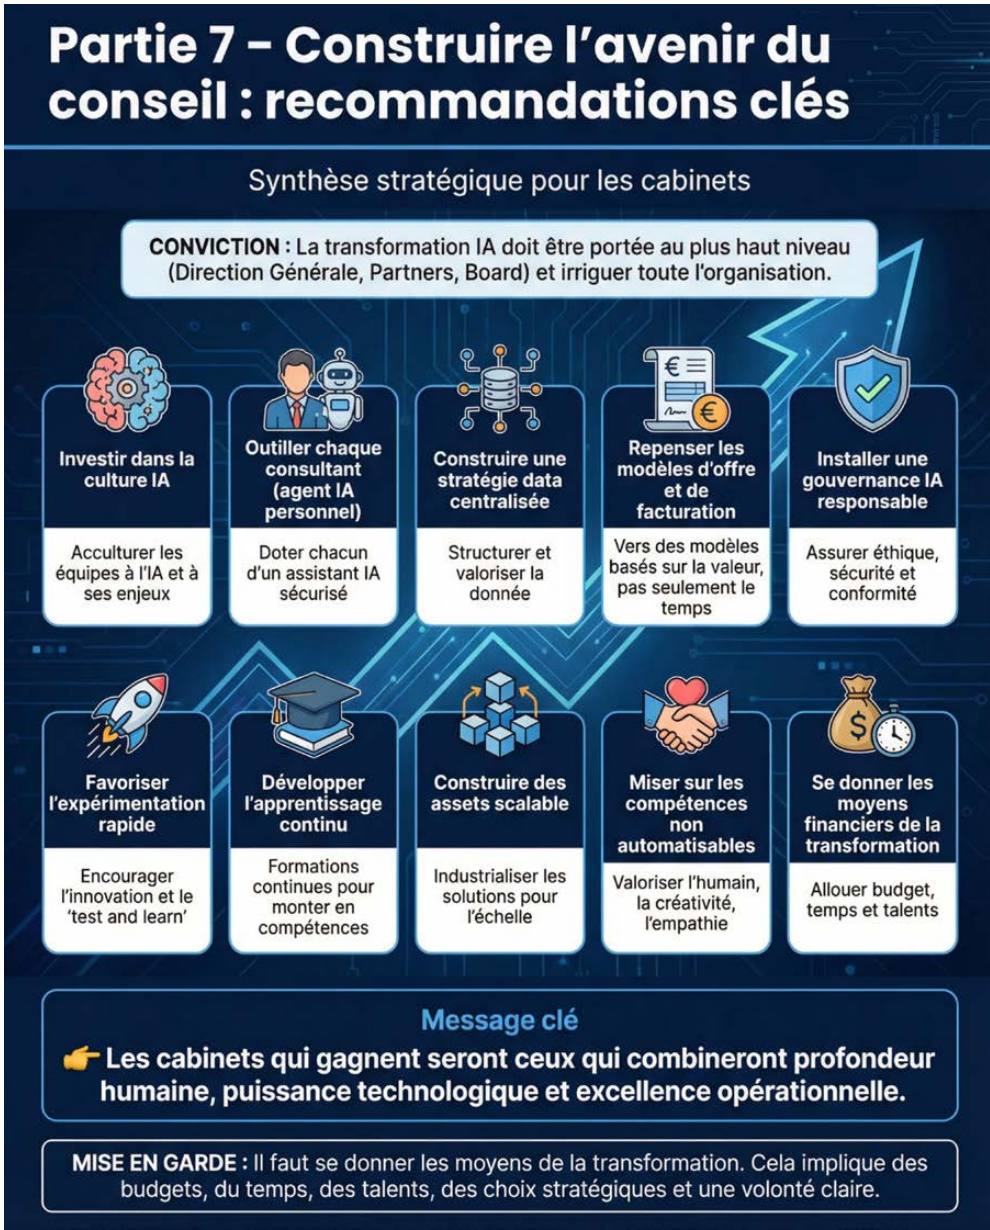 Partie 7 – Construire l'avenir du
conseil : recommandations clés
Synthèse stratégique pour les cabinets
CONVICTION : La transformation IA doit être portée au plus haut niveau
(Direction Générale, Partners, Board) et irriguer toute l'organisation.
Investir dans la
culture IA
Acculturer les
équipes à l'IA et à
ses enjeux
Outiller chaque
consultant
(agent IA
personnel)
Doter chacun
d'un assistant IA
sécurisé
Construire une
stratégie data
centralisée
Structurer et
valoriser la
donnée
€
€
Repenser les
modèles d'offre
et de
facturation
Vers des modèles
basés sur la valeur,
pas seulement le
temps
Installer une
gouvernance IA
responsable
Assurer éthique,
sécurité et
conformité
Favoriser
l'expérimentation
rapide
Encourager
l'innovation et le
'test and learn'
Développer
l'apprentissage
continu
Formations
continues pour
monter en
compétences
Construire des
assets scalable
Industrialiser les
solutions pour
l'échelle
Miser sur les
compétences
non
automatisables
Valoriser l'humain,
la créativité,
l'empathie
$
Se donner les
moyens
financiers de la
transformation
Allouer budget,
temps et talents
Message clé
👉 Les cabinets qui gagnent seront ceux qui combineront profondeur
humaine, puissance technologique et excellence opérationnelle.
MISE EN GARDE : Il faut se donner les moyens de la transformation. Cela implique des
budgets, du temps, des talents, des choix stratégiques et une volonté claire.